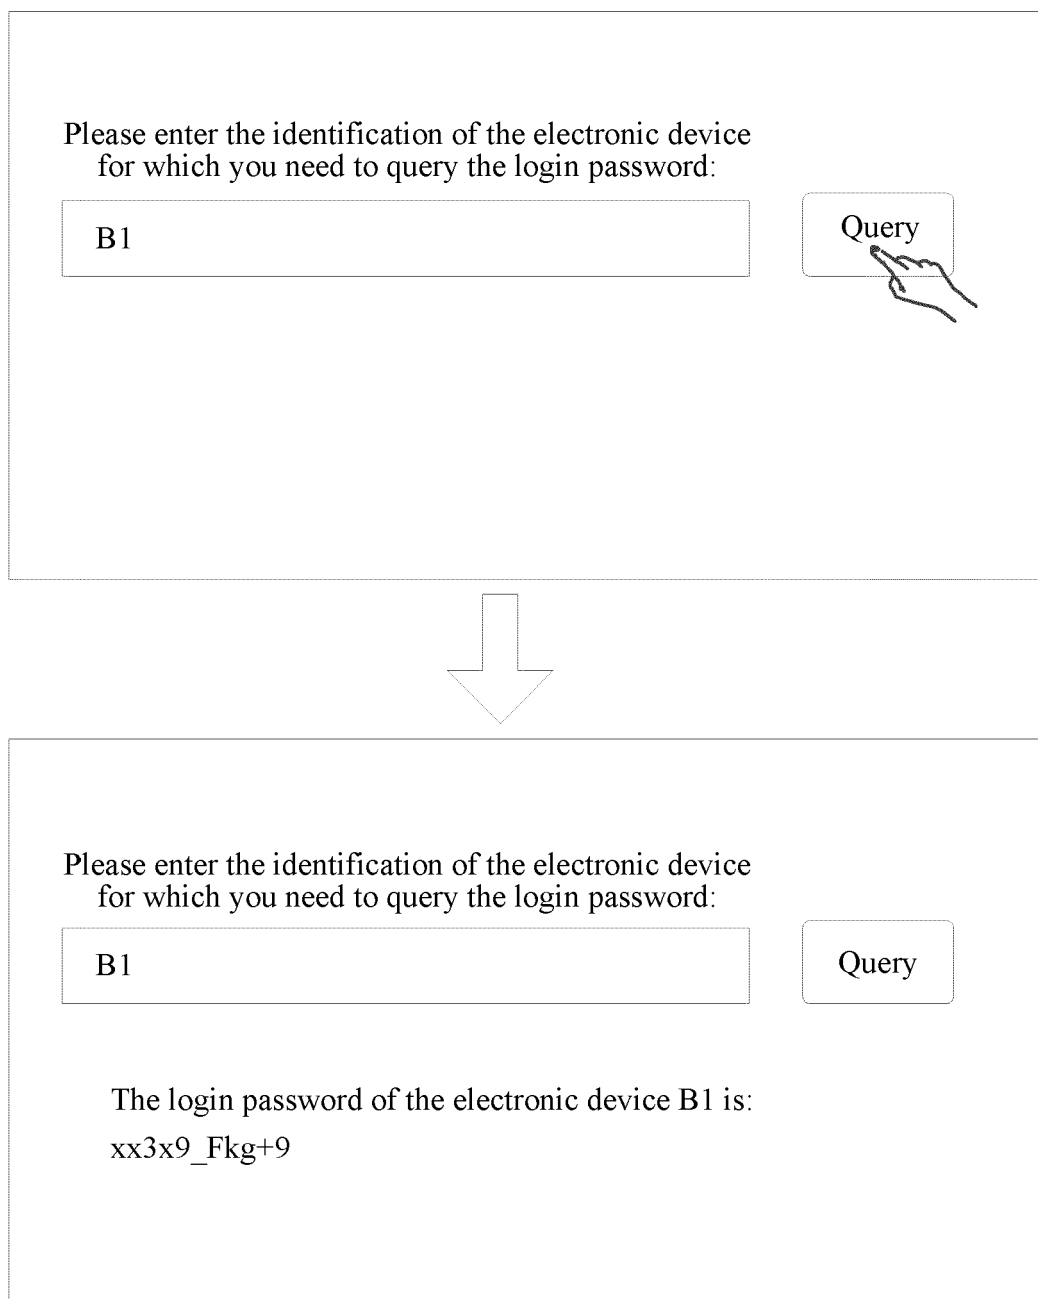 Please enter the identification of the electronic device
for which you need to query the login password:
B1
Query
Please enter the identification of the electronic device
for which you need to query the login password:
B1
Query
The login password of the electronic device B1 is:
xx3x9_Fkg+9